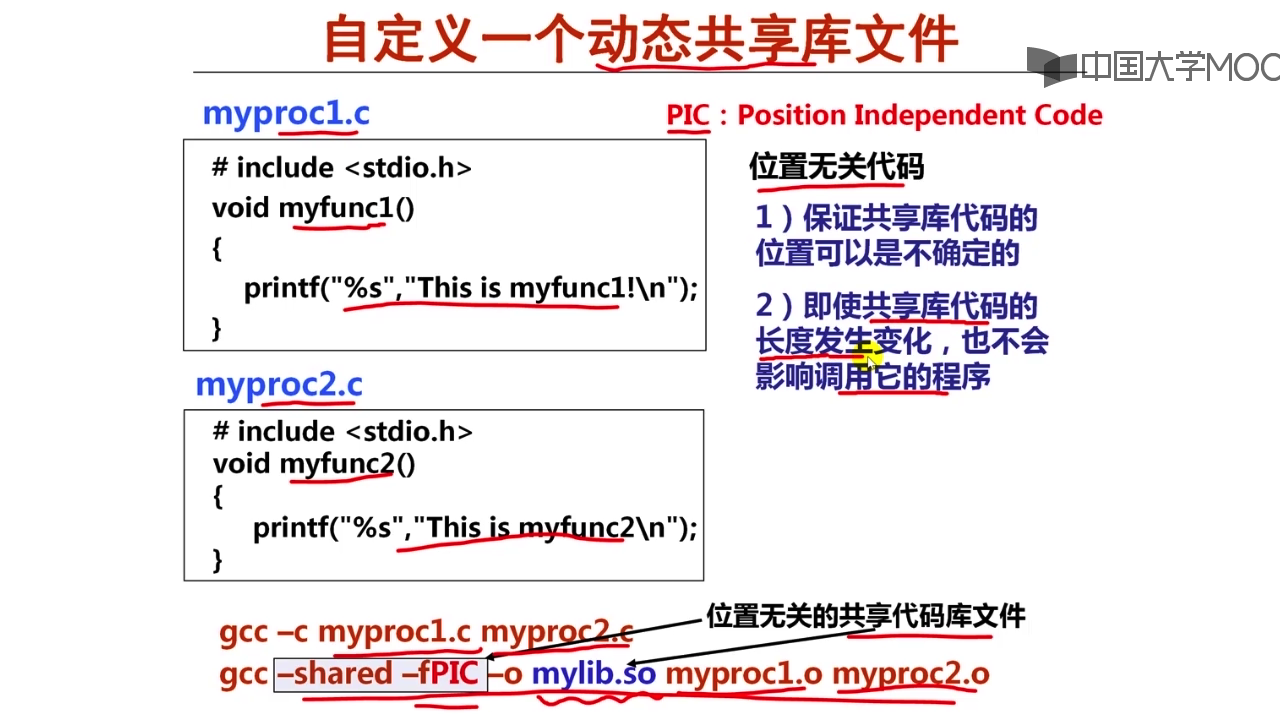 自定义一个动态共享库文件
中国大学MOO
myproc1.c
# include <stdio.h>
void myfunc1()
{
printf("%s","This is myfunc1!\n");
}
myproc2.c
# include <stdio.h>
void myfunc2()
{
printf("%s","This is myfunc2\n");
}
PIC：Position Independent Code
位置无关代码
1）保证共享库代码的
位置可以是不确定的
2）即使共享库代码的
长度发生变化，也不会
影响调用它的程序
位置无关的共享代码库文件
gcc –c myproc1.c myproc2.c
gcc –shared –fPIC –o mylib.so myproc1.o myproc2.o